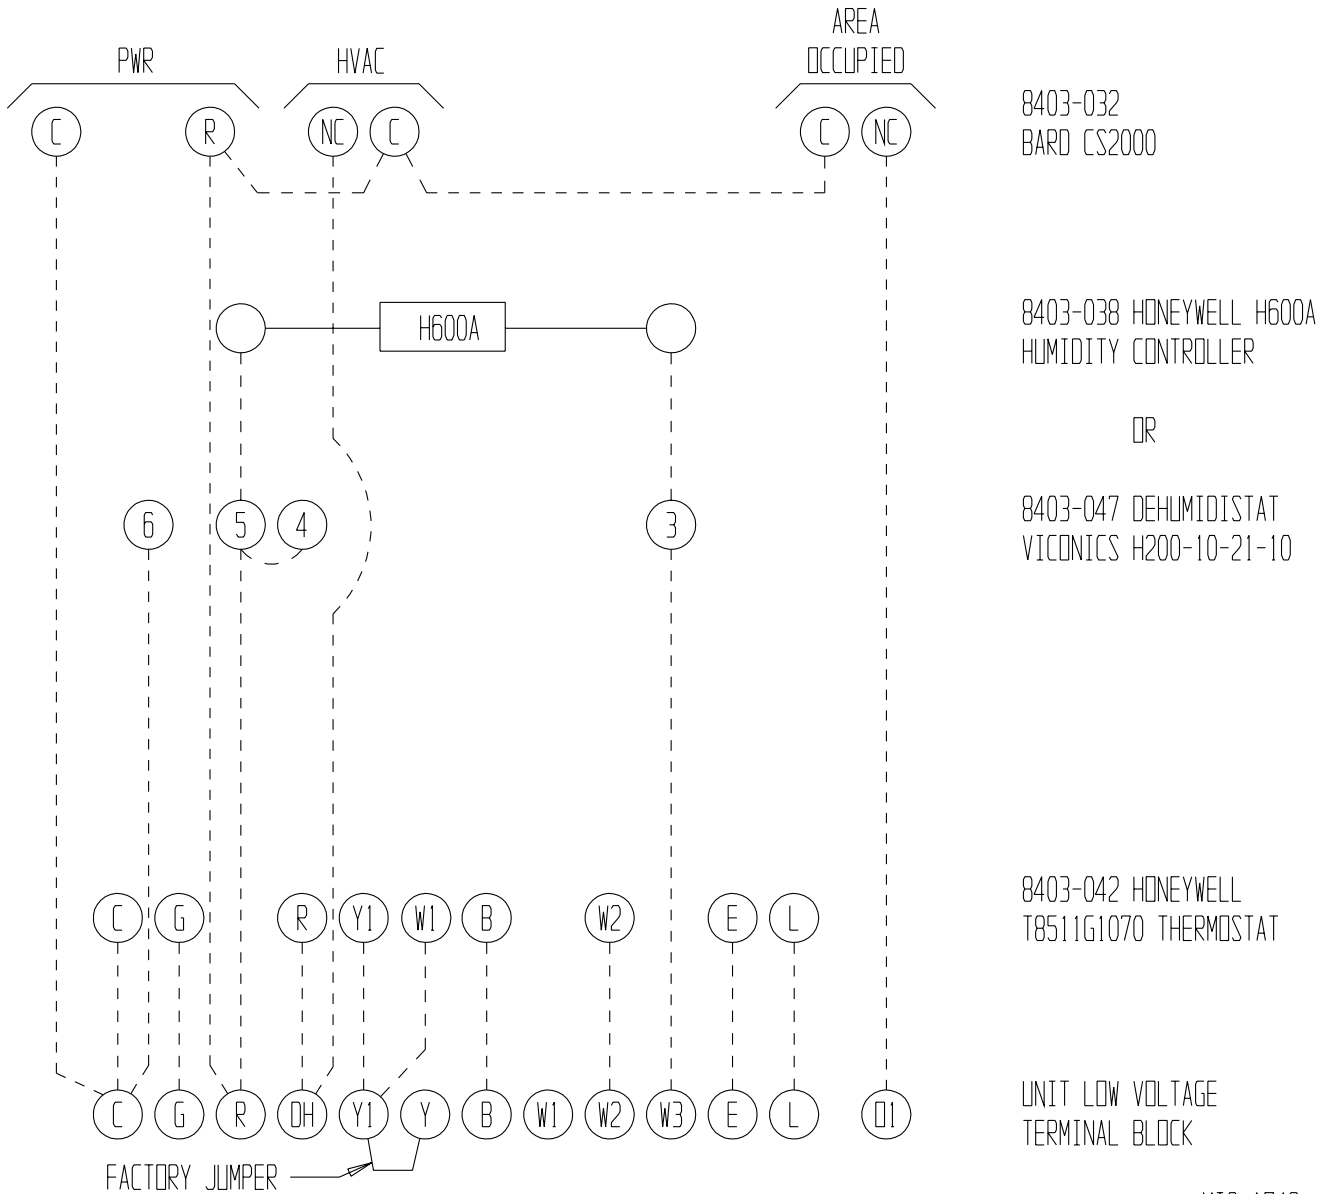 AREA
PWR HVAC OCCUPIED
C R NC C C NC
8403-032
BARD CS2000
H600A
8403-038 HONEYWELL H600A
HUMIDITY CONTROLLER
OR
6 5 4 3
8403-047 DEHUMIDISTAT
VICONICS H200-10-21-10
C G R Y1 W1 B W2 E L
8403-042 HONEYWELL
T8511G1070 THERMOSTAT
C G R DH Y1 Y B W1 W2 W3 E L O1
UNIT LOW VOLTAGE
TERMINAL BLOCK
FACTORY JUMPER